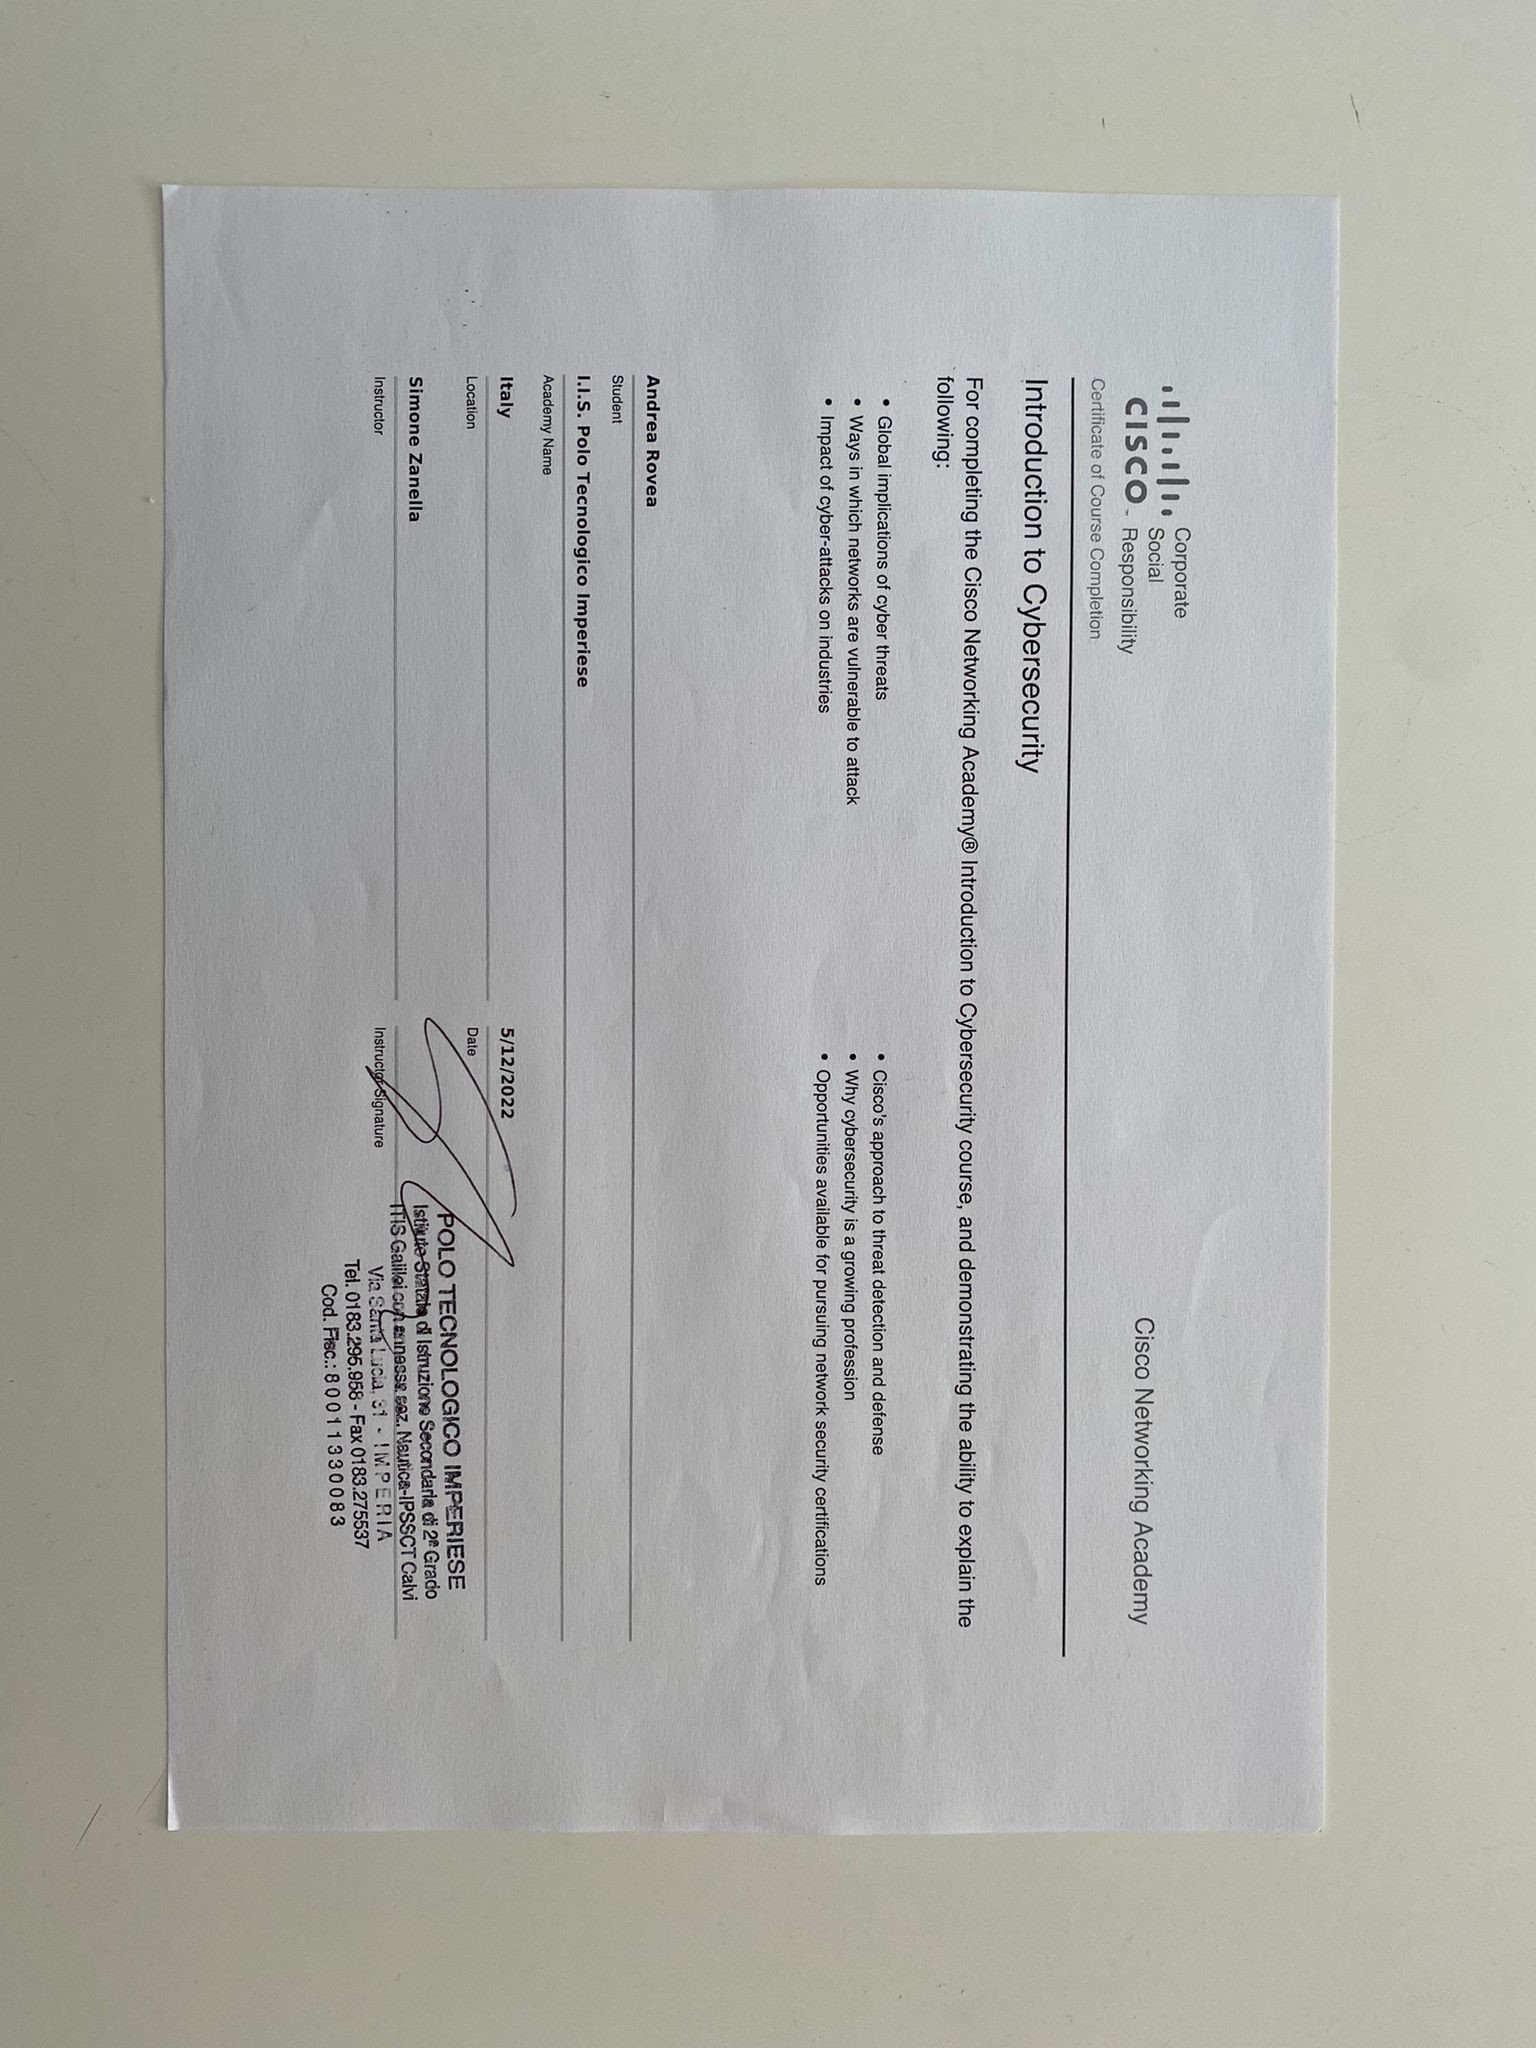 CISCO
Corporate
Social
Responsibility
Cisco Networking Academy
Certificate of Course Completion
Introduction to Cybersecurity
For completing the Cisco Networking Academy® Introduction to Cybersecurity course, and demonstrating the ability to explain the
following:
• Global implications of cyber threats
• Ways in which networks are vulnerable to attack
• Impact of cyber-attacks on industries
• Cisco's approach to threat detection and defense
• Why cybersecurity is a growing profession
• Opportunities available for pursuing network security certifications
Andrea Rovea
Student
I.I.S. Polo Tecnologico Imperiese
Academy Name
Italy
Location
5/12/2022
Date
Simone Zanella
Instructor
Instructor Signature
POLO TECNOLOGICO IMPERIESE
Istituto Statale di Istruzione Secondaria di 2º Grado
ITIS Galilei con annessa sez. Nautica-IPSSCT Calvi
Via Santa Lucia, 31 - IMPERIA
Tel. 0183.295.958 - Fax 0183.275537
Cod. Fisc.: 80011330083